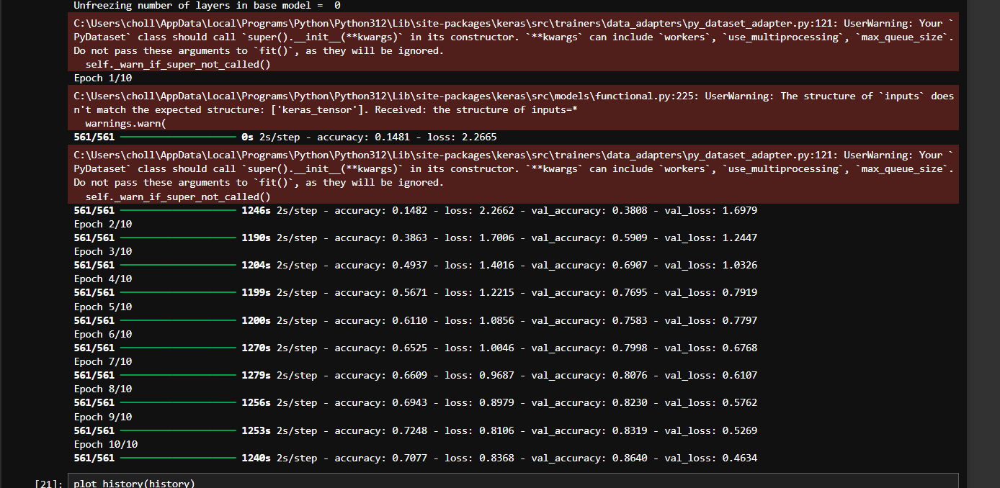 Unfreezing number of layers in base model =  0
C:\Users\choll\AppData\Local\Programs\Python\Python312\Lib\site-packages\keras\src\trainers\data_adapters\py_dataset_adapter.py:121: UserWarning: Your `
PyDataset` class should call `super().__init__(**kwargs)` in its constructor. `**kwargs` can include `workers`, `use_multiprocessing`, `max_queue_size`.
Do not pass these arguments to `fit()`, as they will be ignored.
  self._warn_if_super_not_called()
Epoch 1/10
C:\Users\choll\AppData\Local\Programs\Python\Python312\Lib\site-packages\keras\src\models\functional.py:225: UserWarning: The structure of `inputs` does
n't match the expected structure: ['keras_tensor']. Received: the structure of inputs=*
  warnings.warn(
561/561 0s 2s/step - accuracy: 0.1481 - loss: 2.2665
C:\Users\choll\AppData\Local\Programs\Python\Python312\Lib\site-packages\keras\src\trainers\data_adapters\py_dataset_adapter.py:121: UserWarning: Your `
PyDataset` class should call `super().__init__(**kwargs)` in its constructor. `**kwargs` can include `workers`, `use_multiprocessing`, `max_queue_size`.
Do not pass these arguments to `fit()`, as they will be ignored.
  self._warn_if_super_not_called()
561/561 1246s 2s/step - accuracy: 0.1482 - loss: 2.2662 - val_accuracy: 0.3808 - val_loss: 1.6979
Epoch 2/10
561/561 1190s 2s/step - accuracy: 0.3863 - loss: 1.7006 - val_accuracy: 0.5909 - val_loss: 1.2447
Epoch 3/10
561/561 1204s 2s/step - accuracy: 0.4937 - loss: 1.4016 - val_accuracy: 0.6907 - val_loss: 1.0326
Epoch 4/10
561/561 1199s 2s/step - accuracy: 0.5671 - loss: 1.2215 - val_accuracy: 0.7695 - val_loss: 0.7919
Epoch 5/10
561/561 1200s 2s/step - accuracy: 0.6110 - loss: 1.0856 - val_accuracy: 0.7583 - val_loss: 0.7797
Epoch 6/10
561/561 1270s 2s/step - accuracy: 0.6525 - loss: 1.0046 - val_accuracy: 0.7998 - val_loss: 0.6768
Epoch 7/10
561/561 1279s 2s/step - accuracy: 0.6609 - loss: 0.9687 - val_accuracy: 0.8076 - val_loss: 0.6107
Epoch 8/10
561/561 1256s 2s/step - accuracy: 0.6943 - loss: 0.8979 - val_accuracy: 0.8230 - val_loss: 0.5762
Epoch 9/10
561/561 1253s 2s/step - accuracy: 0.7248 - loss: 0.8106 - val_accuracy: 0.8319 - val_loss: 0.5269
Epoch 10/10
561/561 1240s 2s/step - accuracy: 0.7077 - loss: 0.8368 - val_accuracy: 0.8640 - val_loss: 0.4634
[21]: plot_history(history)